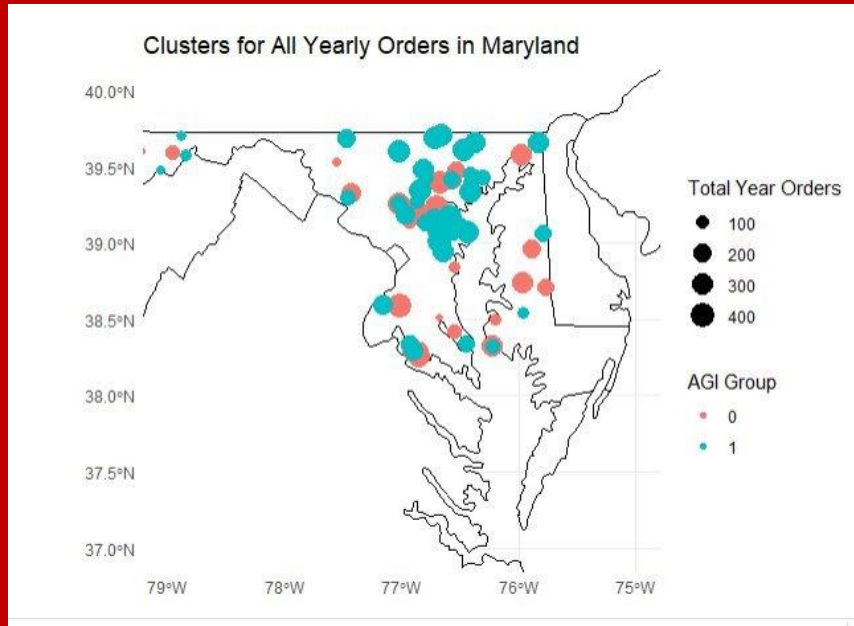 Clusters for All Yearly Orders in Maryland
40.0°N
39.5°N
39.0°N
38.5°N
38.0°N
37.5°N
37.0°N
79°W 78°W 77°W 76°W 75°W
Total Year Orders
100
200
300
400
AGI Group
0
1